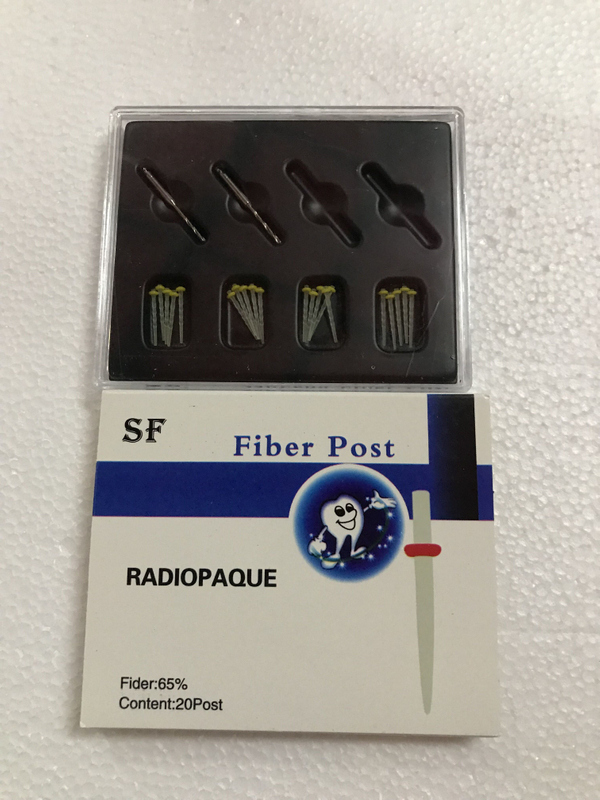 SF
Fiber Post
RADIOPAQUE
Fider:65%
Content:20Post